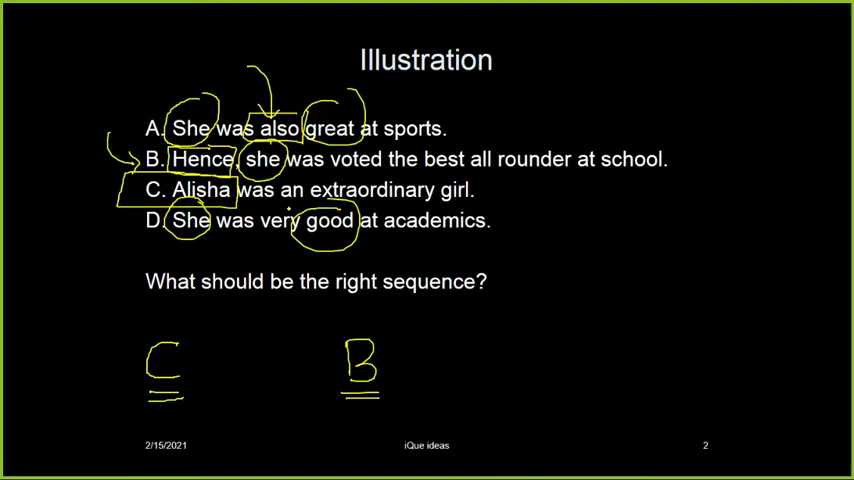 Illustration
A. She was also great at sports.
B. Hence, she was voted the best all rounder at school.
C. Alisha was an extraordinary girl.
D. She was very good at academics.
What should be the right sequence?
C B
2/15/2021 iQue ideas 2